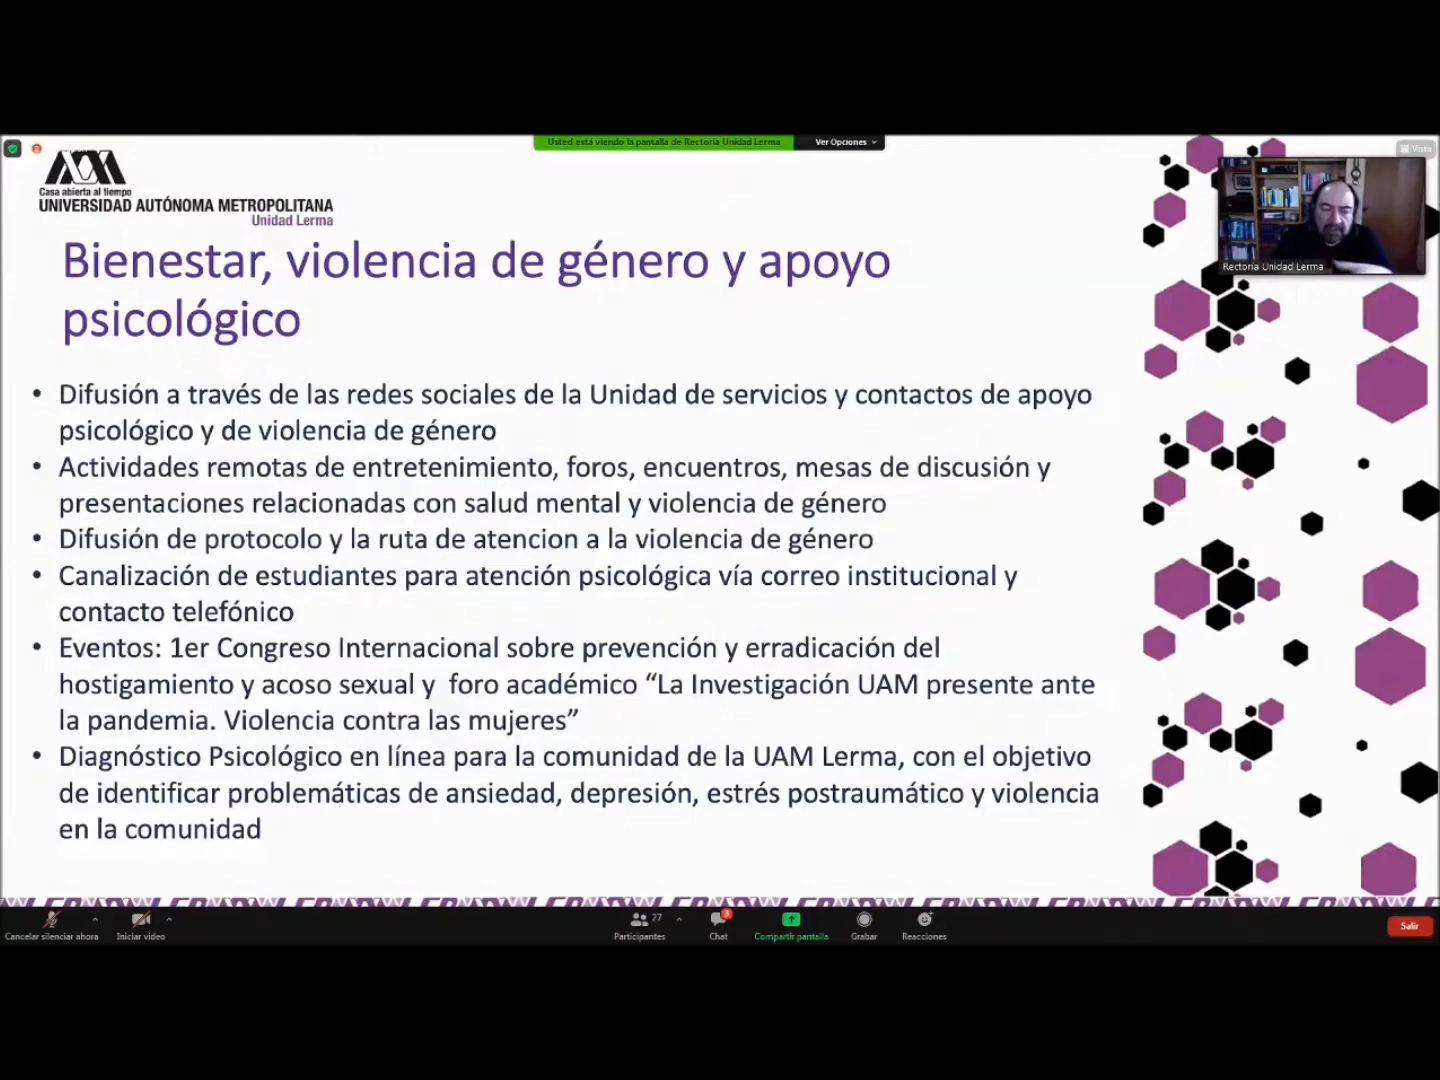 Usted está viendo la pantalla de Rectoría Unidad Lerma
Ver Opciones
Vista
Casa abierta al tiempo
UNIVERSIDAD AUTÓNOMA METROPOLITANA
Unidad Lerma
Rectoría Unidad Lerma
Bienestar, violencia de género y apoyo
psicológico
• Difusión a través de las redes sociales de la Unidad de servicios y contactos de apoyo
psicológico y de violencia de género
• Actividades remotas de entretenimiento, foros, encuentros, mesas de discusión y
presentaciones relacionadas con salud mental y violencia de género
• Difusión de protocolo y la ruta de atencion a la violencia de género
• Canalización de estudiantes para atención psicológica vía correo institucional y
contacto telefónico
• Eventos: 1er Congreso Internacional sobre prevención y erradicación del
hostigamiento y acoso sexual y  foro académico “La Investigación UAM presente ante
la pandemia. Violencia contra las mujeres”
• Diagnóstico Psicológico en línea para la comunidad de la UAM Lerma, con el objetivo
de identificar problemáticas de ansiedad, depresión, estrés postraumático y violencia
en la comunidad
27
3
Cancelar silenciar ahora
Iniciar video
Participantes
Chat
Compartir pantalla
Grabar
Reacciones
Salir